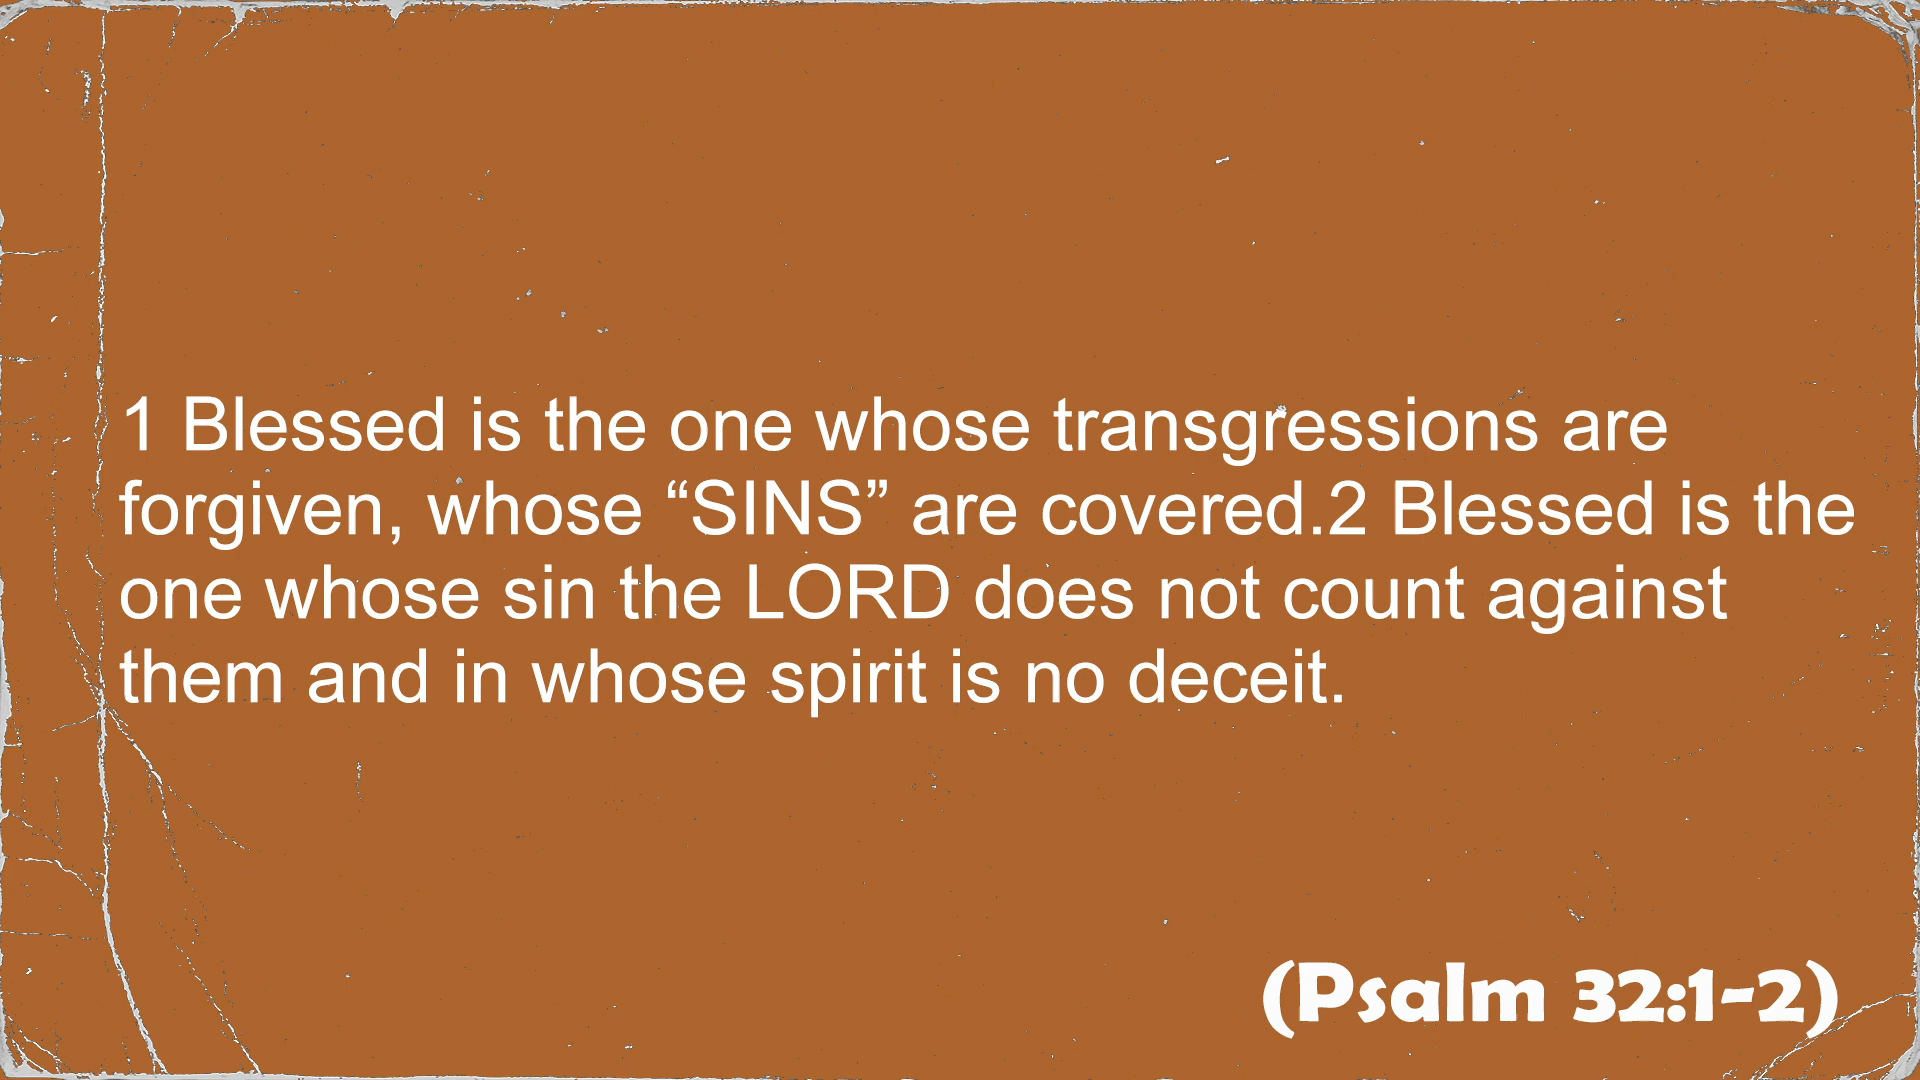 1 Blessed is the one whose transgressions are
forgiven, whose “SINS” are covered.2 Blessed is the
one whose sin the LORD does not count against
them and in whose spirit is no deceit.
(Psalm 32:1-2)